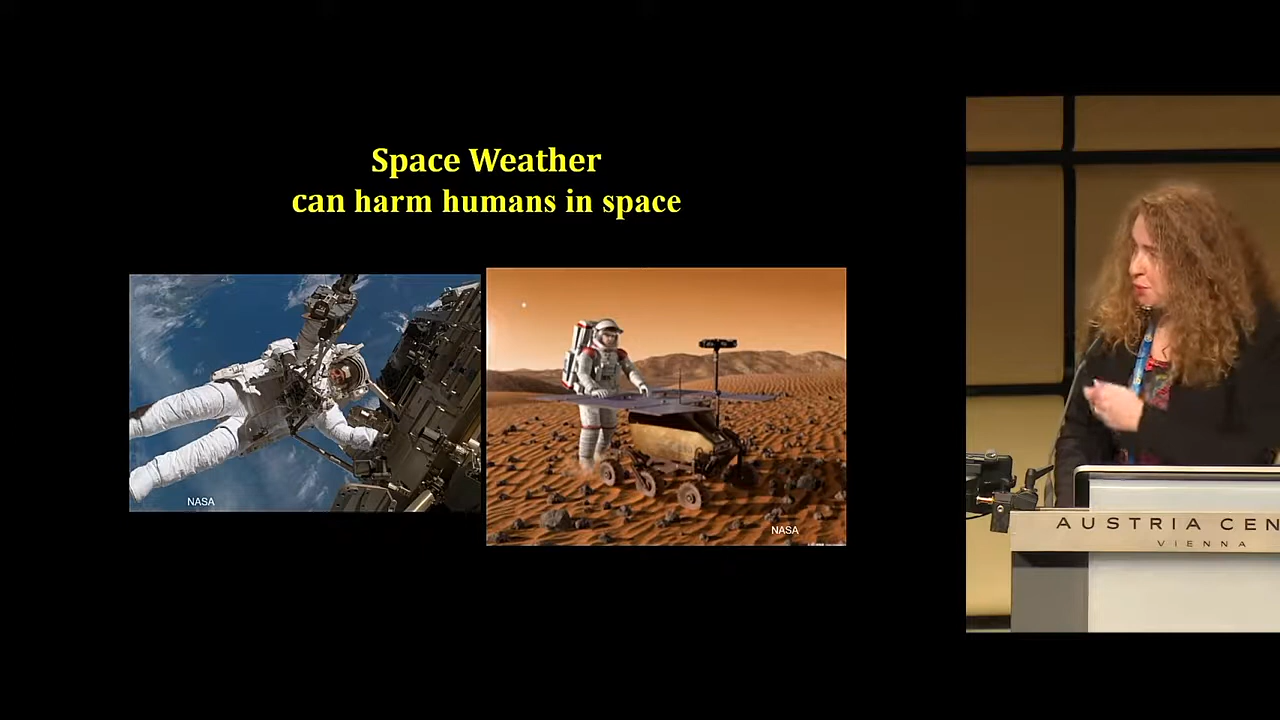 Space Weather
can harm humans in space
NASA
NASA
AUSTRIA CEN
VIENNA